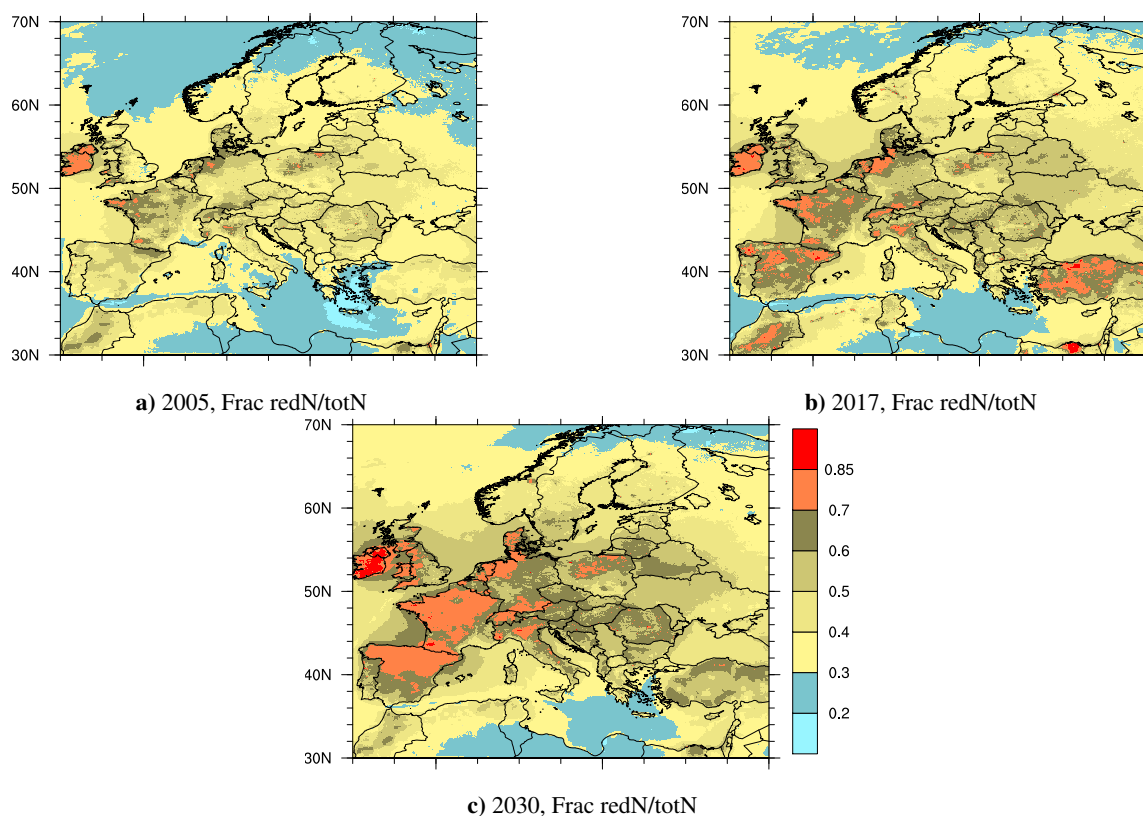 70N
60N
50N
40N
30N
a) 2005, Frac redN/totN
70N
60N
50N
40N
30N
b) 2017, Frac redN/totN
70N
60N
50N
40N
30N
0.85
0.7
0.6
0.5
0.4
0.3
0.2
c) 2030, Frac redN/totN